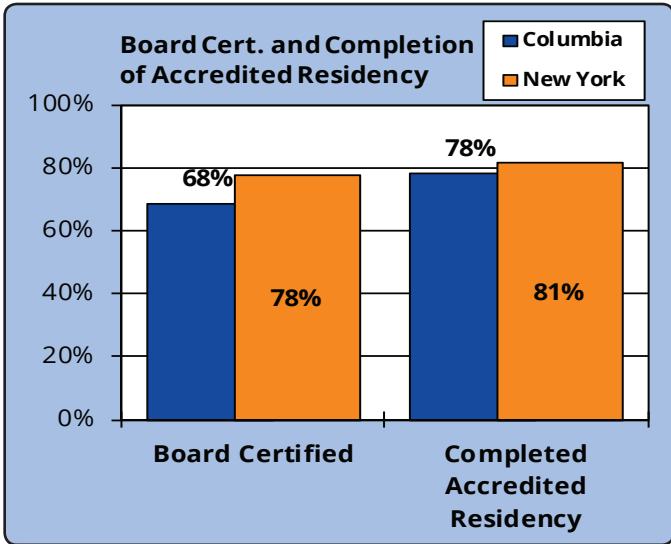 Board Cert. and Completion
of Accredited Residency
Columbia
New York
100%
80%
60%
40%
20%
0%
68%
78%
78%
81%
Board Certified
Completed
Accredited
Residency